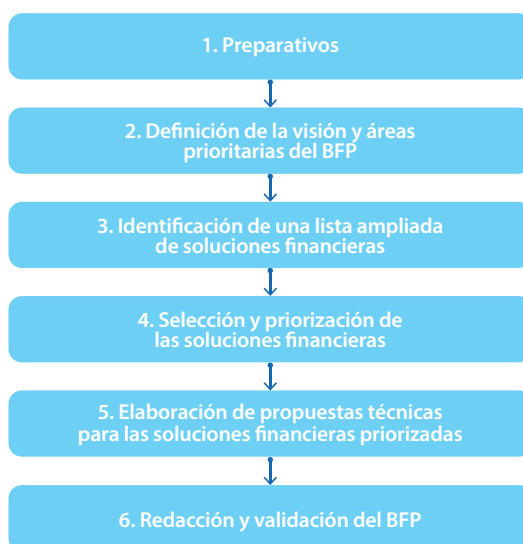 1. Preparativos
2. Definición de la visión y áreas
prioritarias del BFP
3. Identificación de una lista ampliada
de soluciones financieras
4. Selección y priorización de
las soluciones financieras
5. Elaboración de propuestas técnicas
para las soluciones financieras priorizadas
6. Redacción y validación del BFP